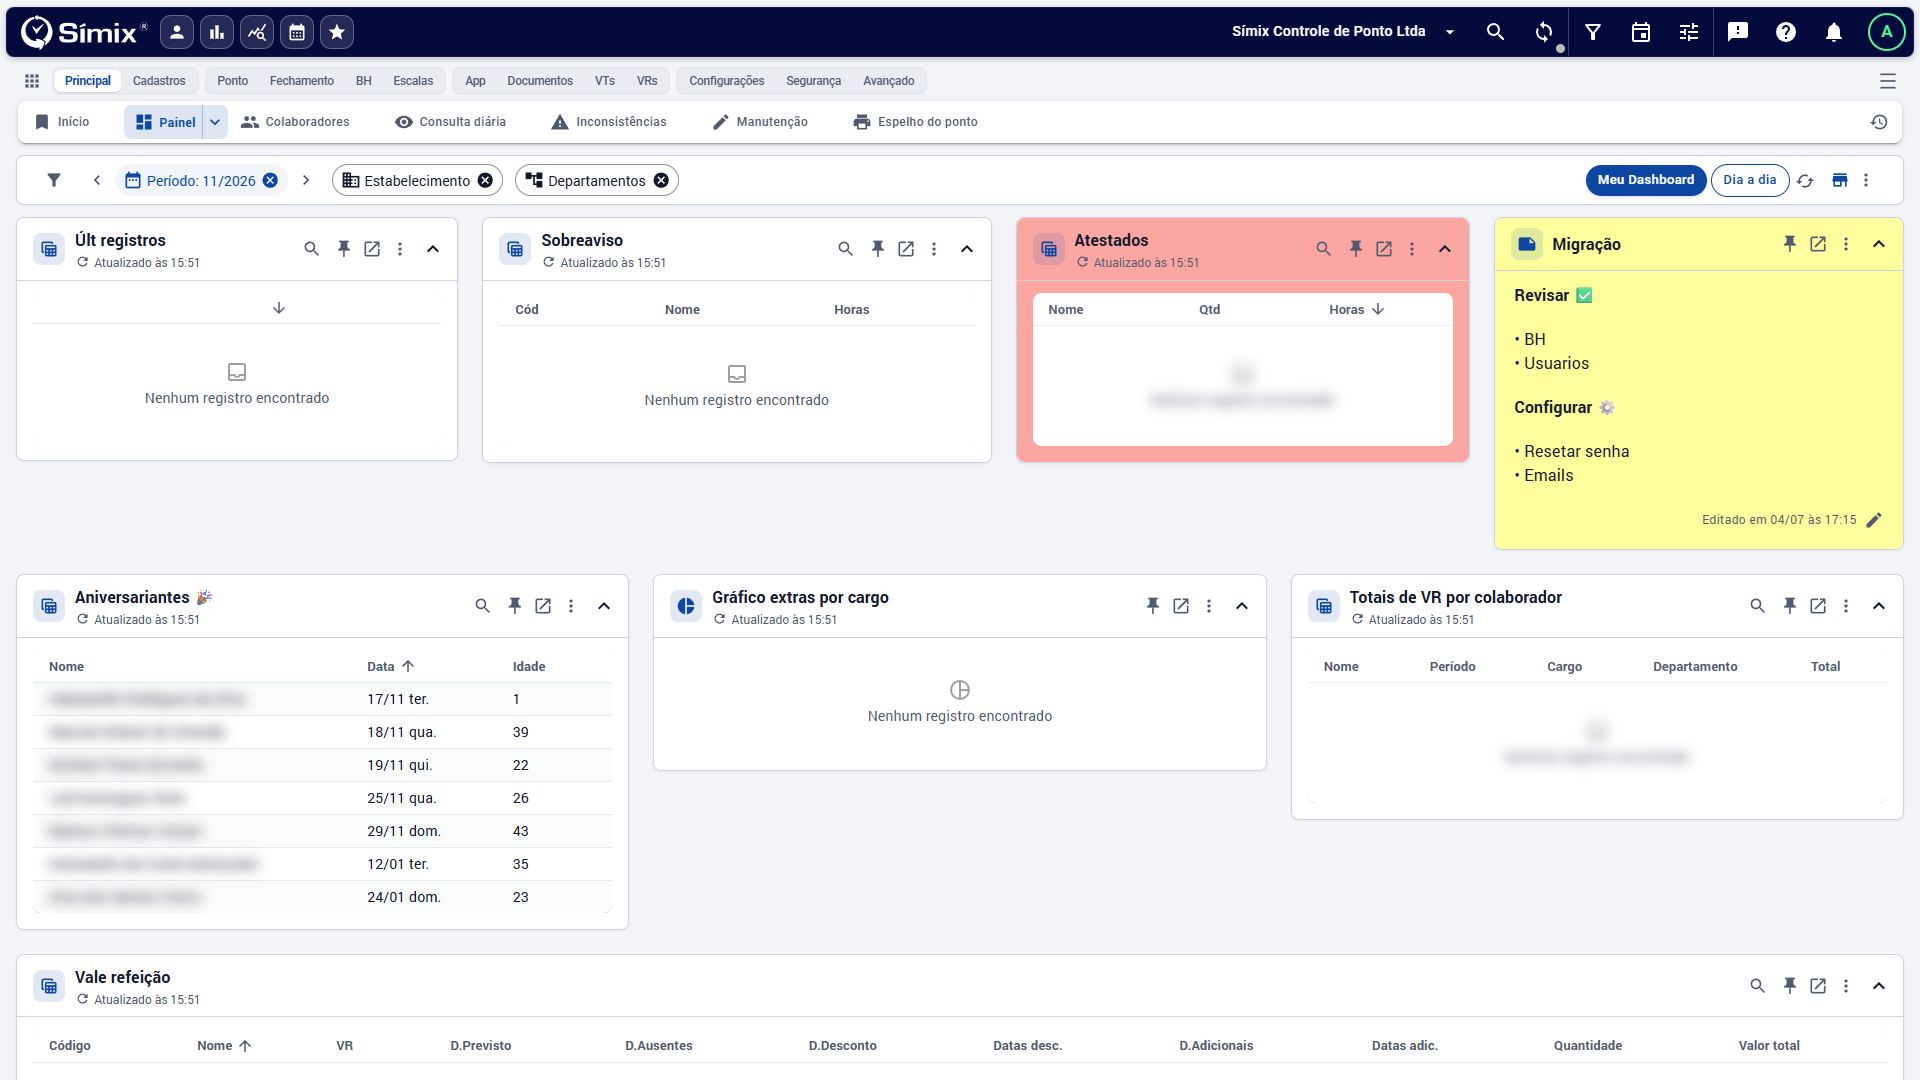 Símix®
Símix Controle de Ponto Ltda
A
Principal Cadastros Ponto Fechamento BH Escalas App Documentos VTs VRs Configurações Segurança Avançado
Início Painel Colaboradores Consulta diária Inconsistências Manutenção Espelho do ponto
Período: 11/2026 Estabelecimento Departamentos Meu Dashboard Dia a dia
Últ registros
Atualizado às 15:51
Nenhum registro encontrado
Sobreaviso
Atualizado às 15:51
Cód Nome Horas
Nenhum registro encontrado
Atestados
Atualizado às 15:51
Nome Qtd Horas
Migração
Revisar ✅
• BH
• Usuarios
Configurar ⚙️
• Resetar senha
• Emails
Editado em 04/07 às 17:15
Aniversariantes 🎉
Atualizado às 15:51
Nome Data Idade
17/11 ter. 1
18/11 qua. 39
19/11 qui. 22
25/11 qua. 26
29/11 dom. 43
12/01 ter. 35
24/01 dom. 23
Gráfico extras por cargo
Atualizado às 15:51
Nenhum registro encontrado
Totais de VR por colaborador
Atualizado às 15:51
Nome Período Cargo Departamento Total
Vale refeição
Atualizado às 15:51
Código Nome VR D.Previsto D.Ausentes D.Desconto Datas desc. D.Adicionais Datas adic. Quantidade Valor total